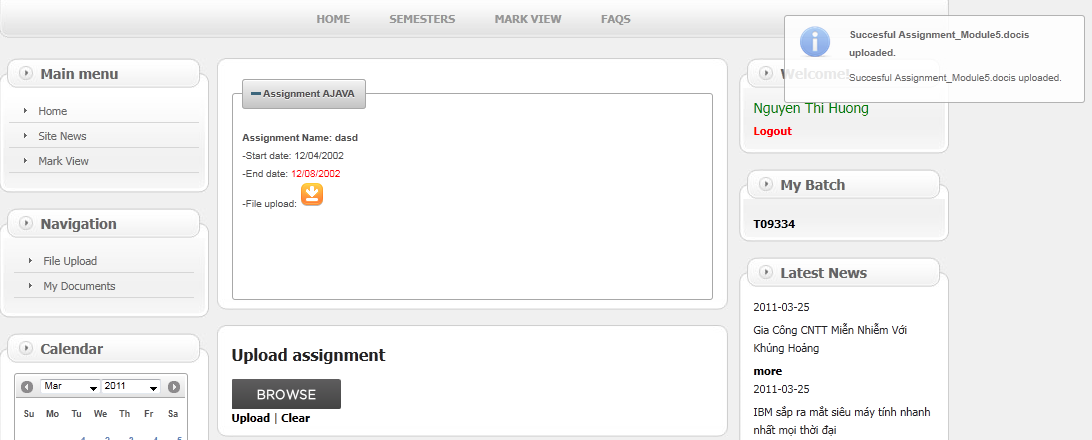 HOME SEMESTERS MARK VIEW FAQS
Succesful Assignment_Module5.docis
uploaded.
Succesful Assignment_Module5.docis uploaded.
Main menu
Home
Site News
Mark View
Navigation
File Upload
My Documents
Calendar
Mar 2011
Su Mo Tu We Th Fr Sa
1 2 3 4 5
Assignment AJAVA
Assignment Name: dasd
-Start date: 12/04/2002
-End date: 12/08/2002
-File upload:
Upload assignment
BROWSE
Upload | Clear
Welcome!
Nguyen Thi Huong
Logout
My Batch
T09334
Latest News
2011-03-25
Gia Công CNTT Miễn Nhiễm Với
Khủng Hoảng
more
2011-03-25
IBM sắp ra mắt siêu máy tính nhanh
nhất mọi thời đại